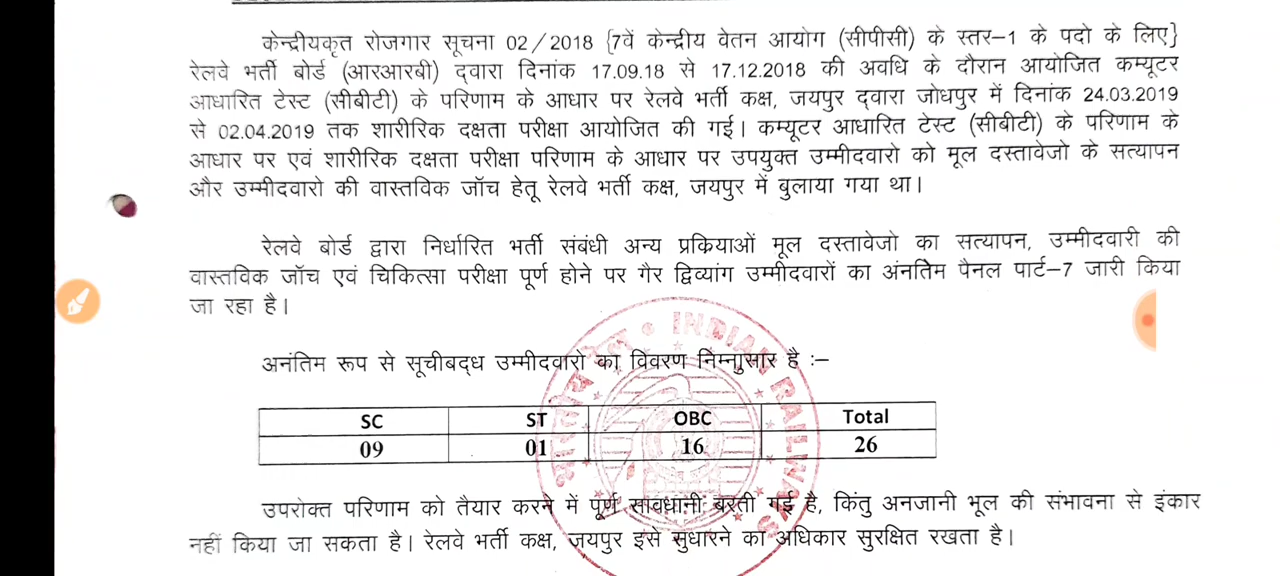 केन्द्रीयकृत रोजगार सूचना 02/2018 {7वें केन्द्रीय वेतन आयोग (सीपीसी) के स्तर–1 के पदो के लिए}
रेलवे भर्ती बोर्ड (आरआरबी) द्वारा दिनांक 17.09.18 से 17.12.2018 की अवधि के दौरान आयोजित कम्प्यूटर
आधारित टेस्ट (सीबीटी) के परिणाम के आधार पर रेलवे भर्ती कक्ष, जयपुर द्वारा जोधपुर में दिनांक 24.03.2019
से 02.04.2019 तक शारीरिक दक्षता परीक्षा आयोजित की गई। कम्प्यूटर आधारित टेस्ट (सीबीटी) के परिणाम के
आधार पर एवं शारीरिक दक्षता परीक्षा परिणाम के आधार पर उपयुक्त उम्मीदवारो को मूल दस्तावेजो के सत्यापन
और उम्मीदवारो की वास्तविक जॉच हेतू रेलवे भर्ती कक्ष, जयपुर में बुलाया गया था।
रेलवे बोर्ड द्वारा निर्धारित भर्ती संबंधी अन्य प्रकियाओं मूल दस्तावेजो का सत्यापन, उम्मीदवारी की
वास्तविक जॉच एवं चिकित्सा परीक्षा पूर्ण होने पर गैर द्विव्यांग उम्मीदवारों का अंनतिम पैनल पार्ट–7 जारी किया
जा रहा है।
अनंतिम रूप से सूचीबद्ध उम्मीदवारो का विवरण निम्नाुसार है :–
SC ST OBC Total
09 01 16 26
उपरोक्त परिणाम को तैयार करने में पूर्ण सावधानी बरती गई है, किंतु अनजानी भूल की संभावना से इंकार
नहीं किया जा सकता है। रेलवे भर्ती कक्ष, जयपुर इसे सुधारने का अधिकार सुरक्षित रखता है।
भारतीय रेल • INDIAN RAILWAYS